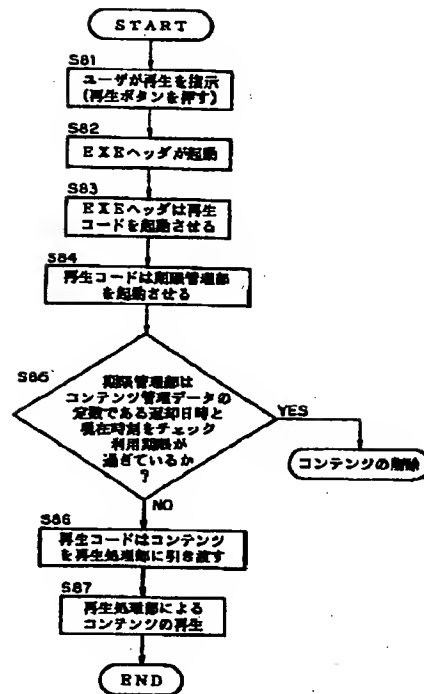 START
S81
ユーザが再生を指示
(再生ボタンを押す)
S82
EXEヘッダが起動
S83
EXEヘッダは再生
コードを起動させる
S84
再生コードは期限管理部
を起動させる
S85
期限管理部は
コンテンツ管理データの
定数である返却日時と
現在時刻をチェック
利用期限が
過ぎているか
?
YES
コンテンツの削除
NO
S86
再生コードはコンテンツ
を再生処理部に引き渡す
S87
再生処理部による
コンテンツの再生
END